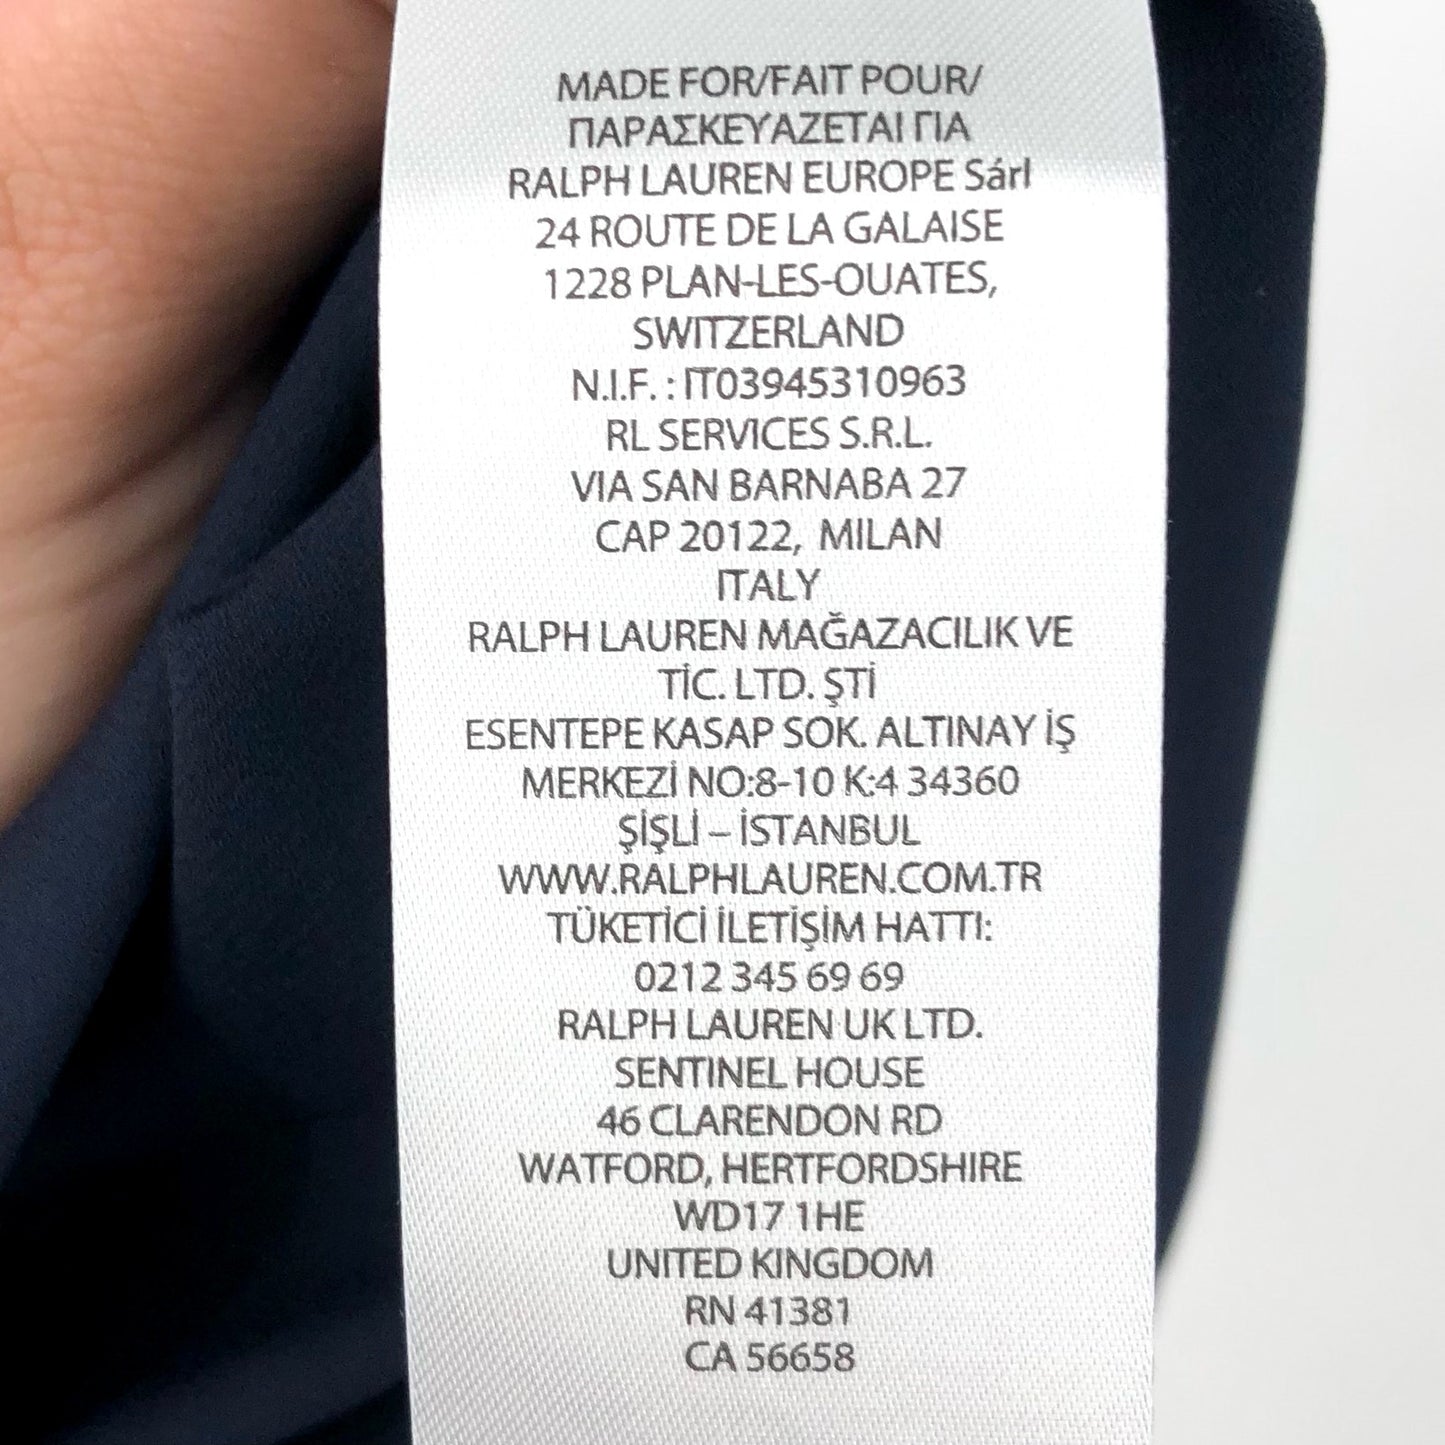 MADE FOR/FAIT POUR/
ΠΑΡΑΣΚΕΥΑΖΕΤΑΙ ΓΙΑ
RALPH LAUREN EUROPE Sárl
24 ROUTE DE LA GALAISE
1228 PLAN-LES-OUATES,
SWITZERLAND
N.I.F. : IT03945310963
RL SERVICES S.R.L.
VIA SAN BARNABA 27
CAP 20122, MILAN
ITALY
RALPH LAUREN MAĞAZACILIK VE
TİC. LTD. ŞTİ
ESENTEPE KASAP SOK. ALTINAY İŞ
MERKEZİ NO:8-10 K:4 34360
ŞİŞLİ – İSTANBUL
WWW.RALPHLAUREN.COM.TR
TÜKETİCİ İLETİŞİM HATTI:
0212 345 69 69
RALPH LAUREN UK LTD.
SENTINEL HOUSE
46 CLARENDON RD
WATFORD, HERTFORDSHIRE
WD17 1HE
UNITED KINGDOM
RN 41381
CA 56658